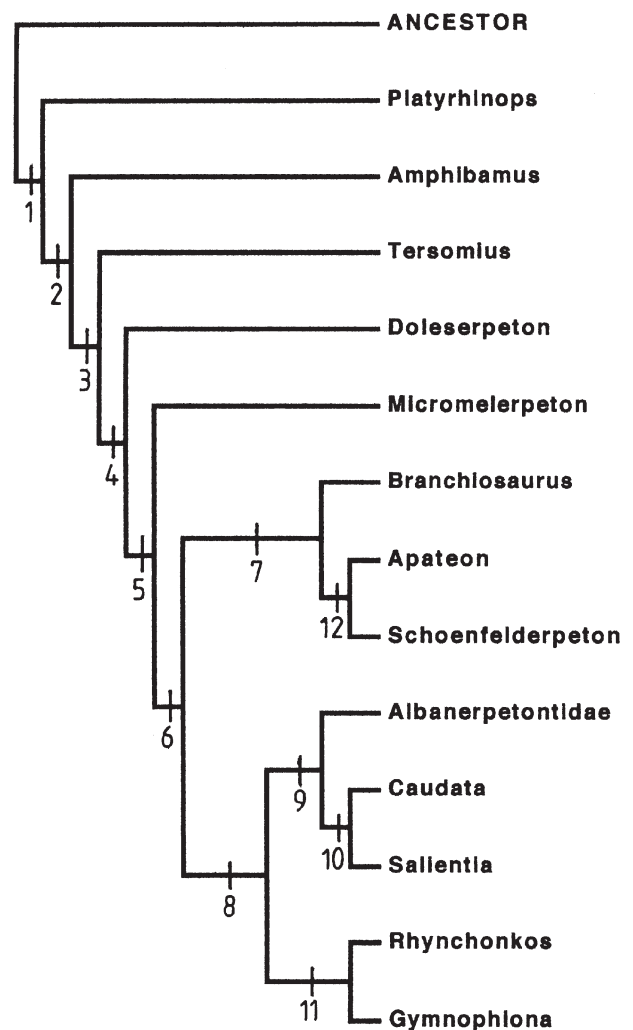 ANCESTOR
Platyrhinops
Amphibamus
1
Tersomius
2
Doleserpeton
3
Micromelerpeton
4
Branchiosaurus
Apateon
7
5
12
Schoenfelderpeton
Albanerpetontidae
6
Caudata
9
10
Salientia
8
Rhynchonkos
11
Gymnophiona